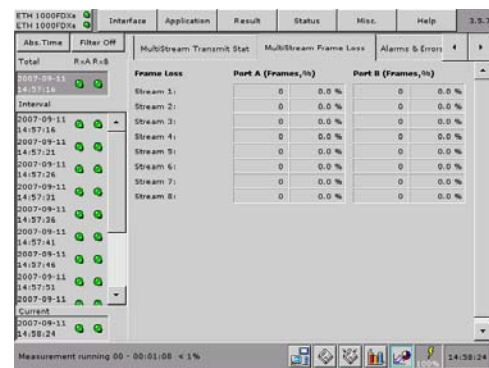 ETH 1000FDXa
ETH 1000FDXa
Interface Application Result Status Misc. Help 3.5.
Abs.Time Filter Off
Total RxA RxB
2007-09-11
14:57:16
Interval
2007-09-11
14:57:16
2007-09-11
14:57:21
2007-09-11
14:57:26
2007-09-11
14:57:31
2007-09-11
14:57:36
2007-09-11
14:57:41
2007-09-11
14:57:46
2007-09-11
14:57:51
2007-09-11
Current
2007-09-11
14:58:24
MultiStream Transmit Stat MultiStream Frame Loss Alarms & Errors
Frame Loss Port A (Frames,%) Port B (Frames,%)
Stream 1: 0 0.0 % 0 0.0 %
Stream 2: 0 0.0 % 0 0.0 %
Stream 3: 0 0.0 % 0 0.0 %
Stream 4: 0 0.0 % 0 0.0 %
Stream 5: 0 0.0 % 0 0.0 %
Stream 6: 0 0.0 % 0 0.0 %
Stream 7: 0 0.0 % 0 0.0 %
Stream 8: 0 0.0 % 0 0.0 %
Measurement running 00 - 00:01:08 < 1% 100% 14:58:24